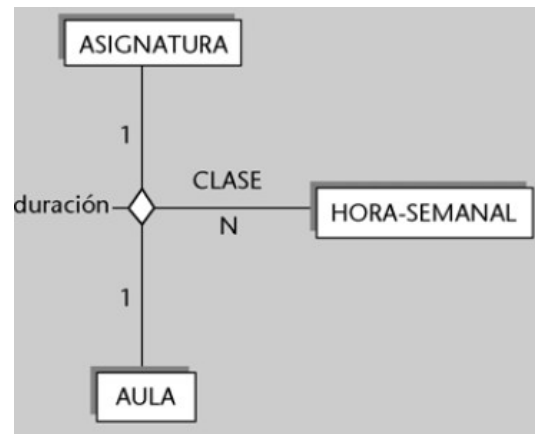 ASIGNATURA
1
CLASE
duración
N
HORA-SEMANAL
1
AULA